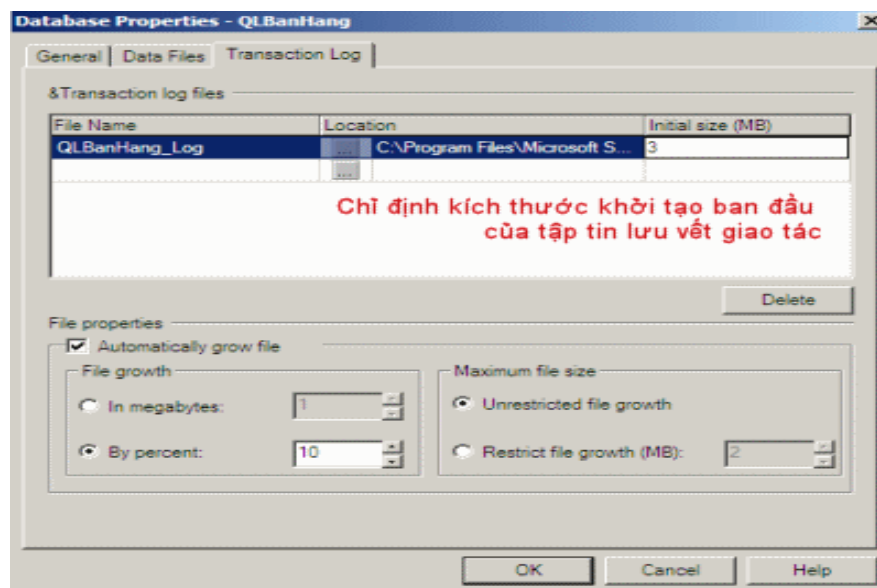 Database Properties - QLBanHang
General Data Files Transaction Log
&Transaction log files
File Name Location Initial size (MB)
QLBanHang_Log ... C:\Program Files\Microsoft S... 3
...
Chỉ định kích thước khởi tạo ban đầu
của tập tin lưu vết giao tác
Delete
File properties
Automatically grow file
File growth Maximum file size
In megabytes: 1 Unrestricted file growth
By percent: 10 Restrict file growth (MB): 2
OK Cancel Help